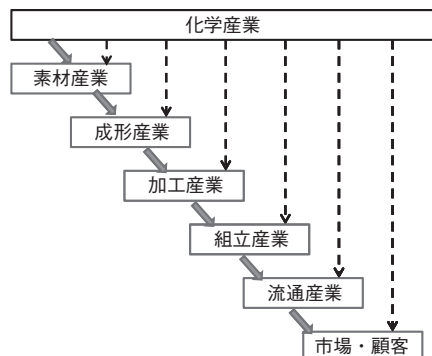 化学産業
素材産業
成形産業
加工産業
組立産業
流通産業
市場・顧客